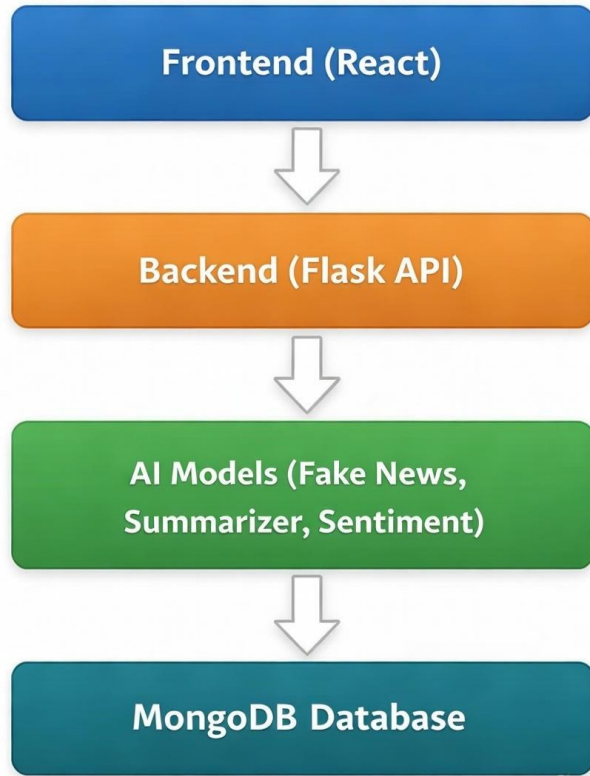 Frontend (React)
Backend (Flask API)
AI Models (Fake News,
Summarizer, Sentiment)
MongoDB Database